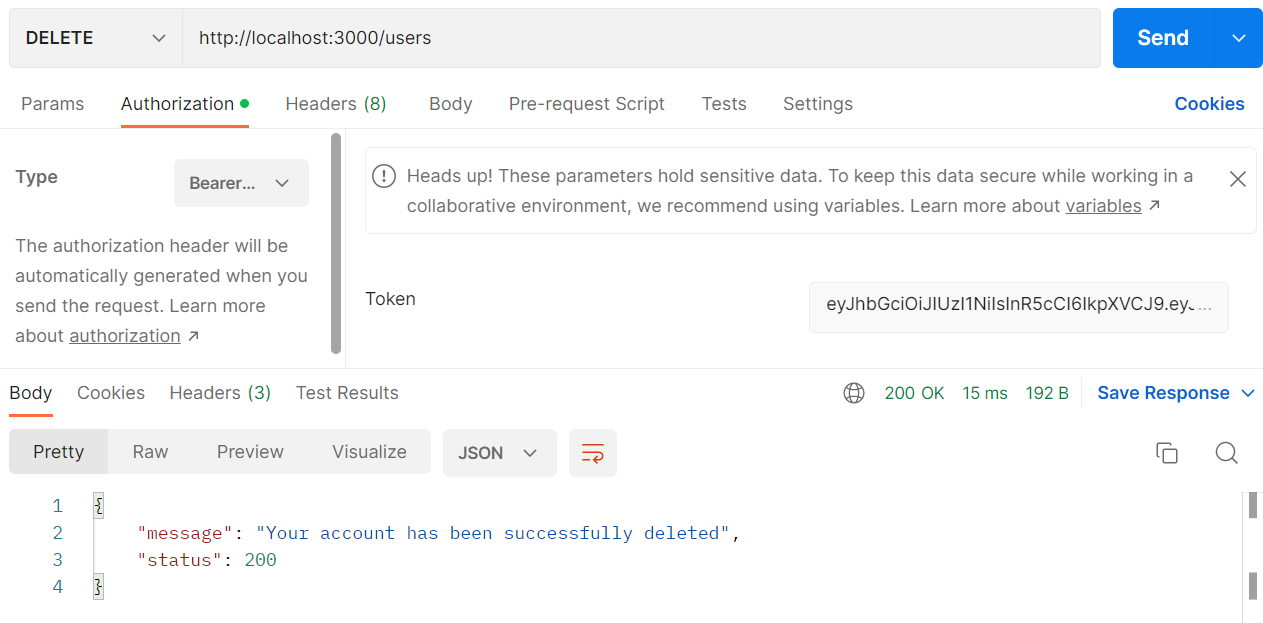 DELETE http://localhost:3000/users Send
Params Authorization Headers (8) Body Pre-request Script Tests Settings Cookies
Type Bearer...
The authorization header will be
automatically generated when you
send the request. Learn more
about authorization ↗
Heads up! These parameters hold sensitive data. To keep this data secure while working in a
collaborative environment, we recommend using variables. Learn more about variables ↗
Token eyJhbGciOiJIUzI1NiIsInR5cCI6IkpXVCJ9.eyJ...
Body Cookies Headers (3) Test Results 200 OK 15 ms 192 B Save Response
Pretty Raw Preview Visualize JSON
1 {
2 "message": "Your account has been successfully deleted",
3 "status": 200
4 }